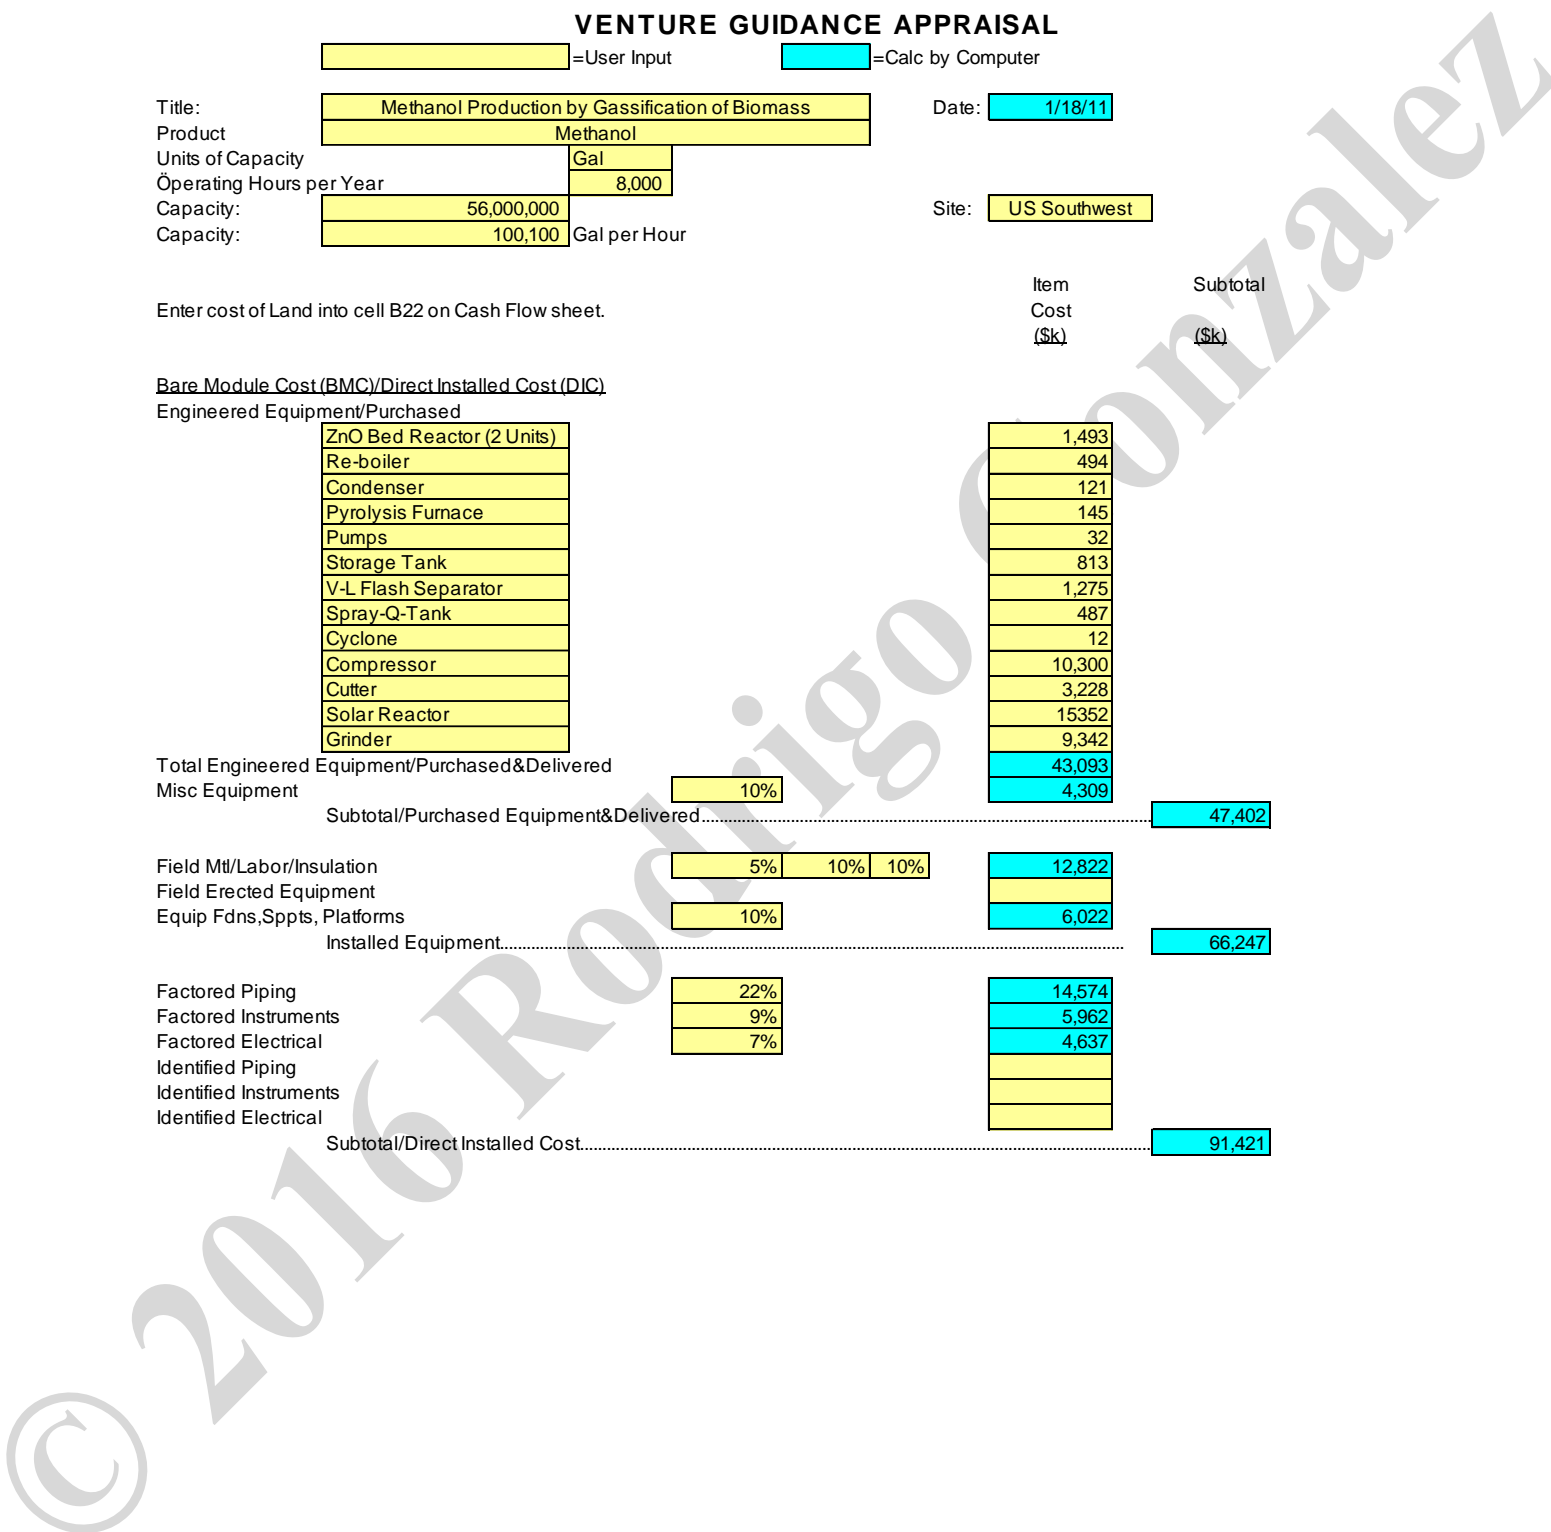 VENTURE GUIDANCE APPRAISAL
=User Input =Calc by Computer
Title: Methanol Production by Gassification of Biomass Date: 1/18/11
Product Methanol
Units of Capacity Gal
Öperating Hours per Year 8,000
Capacity: 56,000,000 Site: US Southwest
Capacity: 100,100 Gal per Hour
Item Subtotal
Enter cost of Land into cell B22 on Cash Flow sheet. Cost
($k) ($k)
Bare Module Cost (BMC)/Direct Installed Cost (DIC)
Engineered Equipment/Purchased
ZnO Bed Reactor (2 Units) 1,493
Re-boiler 494
Condenser 121
Pyrolysis Furnace 145
Pumps 32
Storage Tank 813
V-L Flash Separator 1,275
Spray-Q-Tank 487
Cyclone 12
Compressor 10,300
Cutter 3,228
Solar Reactor 15352
Grinder 9,342
Total Engineered Equipment/Purchased&Delivered 43,093
Misc Equipment 10% 4,309
Subtotal/Purchased Equipment&Delivered 47,402
Field Mtl/Labor/Insulation 5% 10% 10% 12,822
Field Erected Equipment
Equip Fdns,Sppts, Platforms 10% 6,022
Installed Equipment 66,247
Factored Piping 22% 14,574
Factored Instruments 9% 5,962
Factored Electrical 7% 4,637
Identified Piping
Identified Instruments
Identified Electrical
Subtotal/Direct Installed Cost 91,421
© 2016 Rodrigo Gonzalez